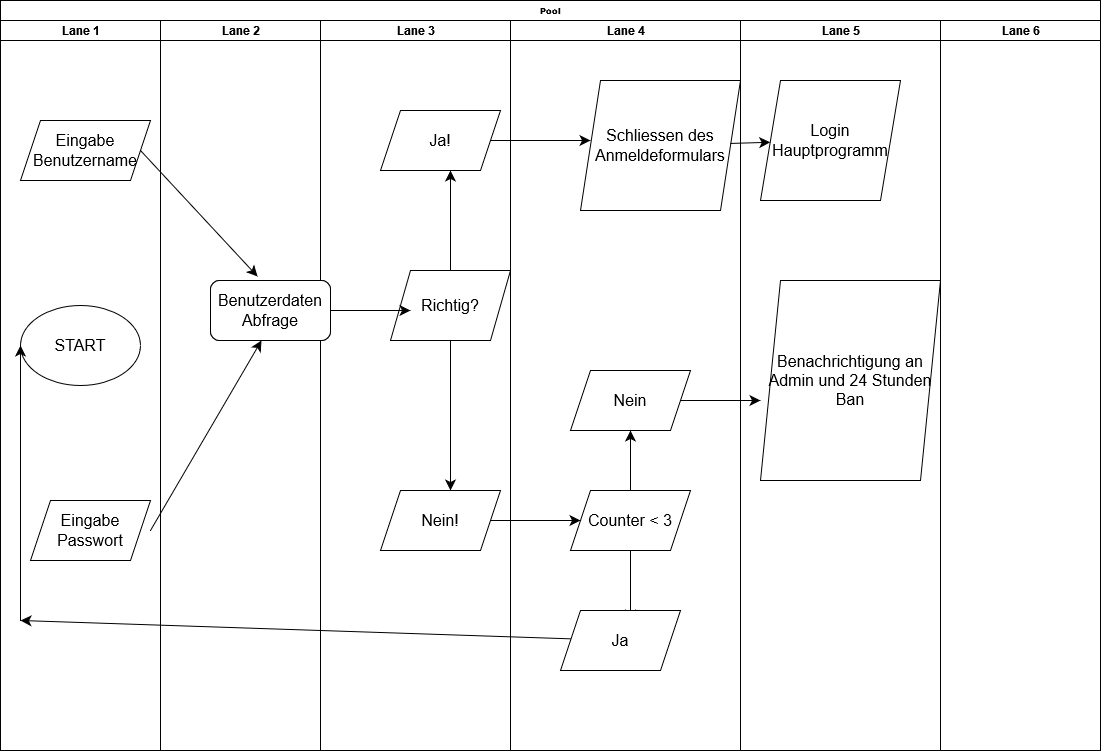 Pool
Lane 1
Lane 2
Lane 3
Lane 4
Lane 5
Lane 6
Eingabe
Benutzername
START
Eingabe
Passwort
Benutzerdaten
Abfrage
Ja!
Richtig?
Nein!
Schliessen des
Anmeldeformulars
Nein
Counter < 3
Ja
Login
Hauptprogramm
Benachrichtigung an
Admin und 24 Stunden
Ban